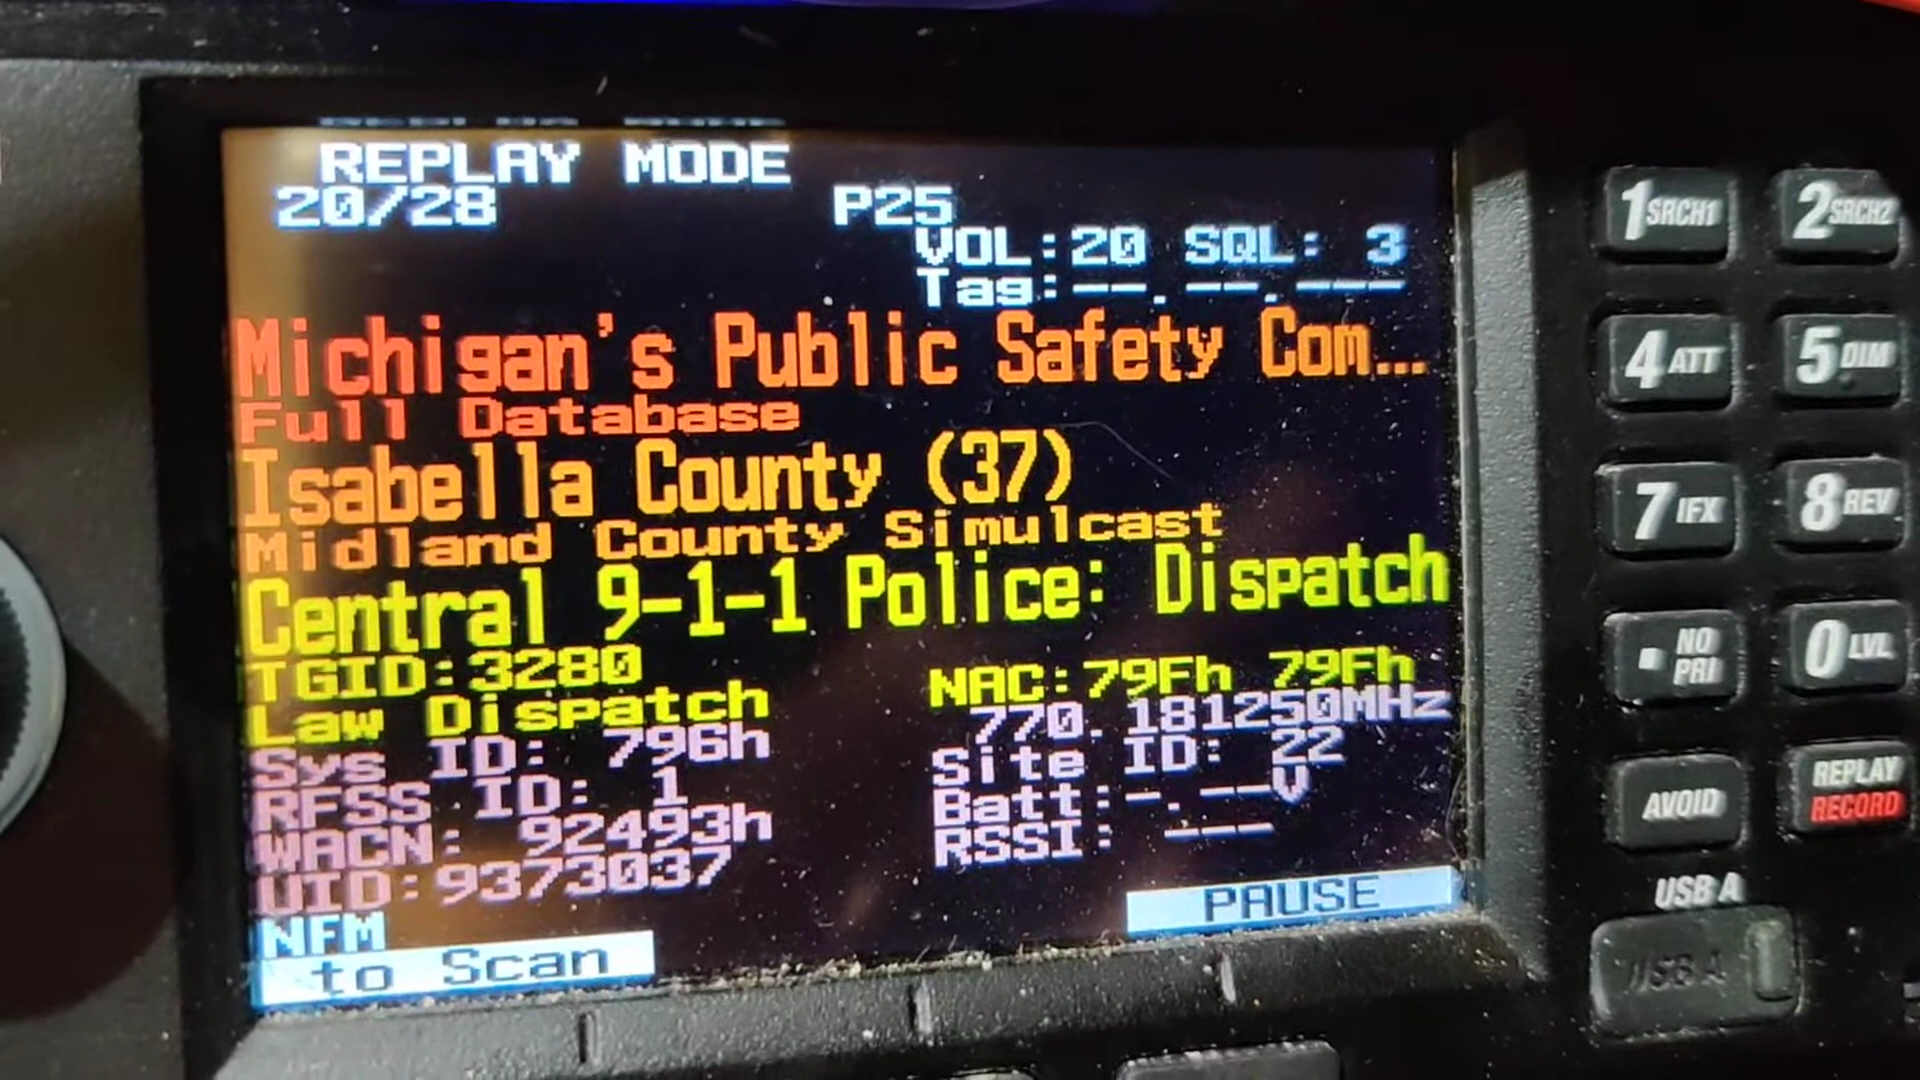 REPLAY MODE
20/28 P25
VOL:20 SQL: 3
Tag:--.--.---
Michigan's Public Safety Com...
Full Database
Isabella County (37)
Midland County Simulcast
Central 9-1-1 Police: Dispatch
TGID:3280 NAC:79Fh 79Fh
Law Dispatch 770.181250MHz
Sys ID: 796h Site ID: 22
RFSS ID: 1 Batt:-.--V
WACN: 92493h RSSI: ---
UID:9373037
NFM
to Scan PAUSE
1 SRCH1 2 SRCH2
4 ATT 5 DIM
7 IFX 8 REV
. NO PRI 0 LVL
AVOID REPLAY RECORD
USB A
USB A